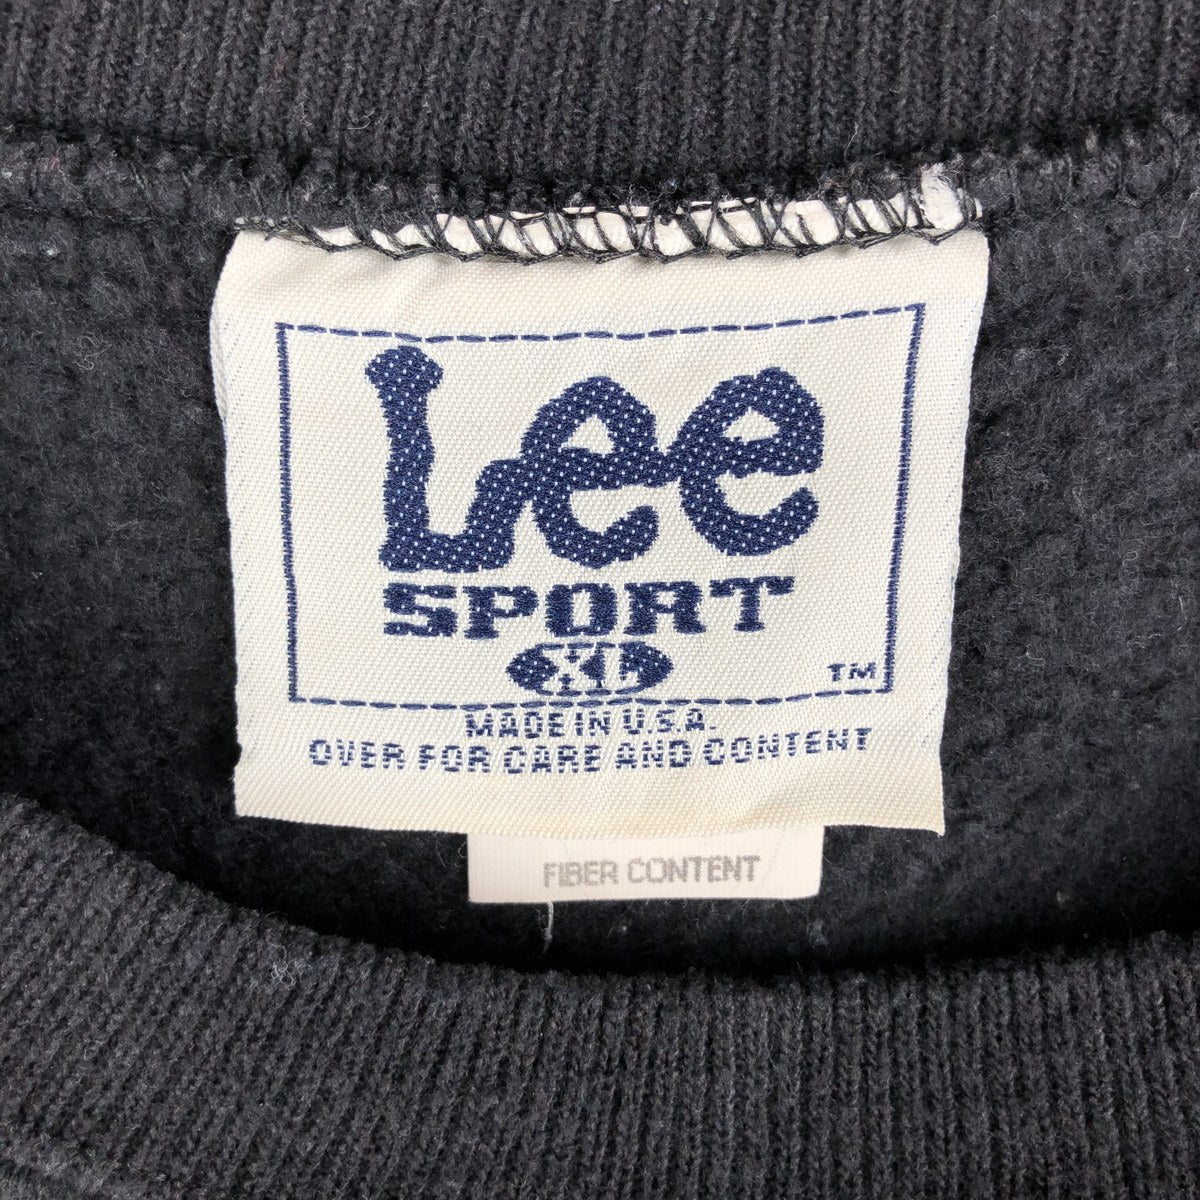 Lee
SPORT
XL
TM
MADE IN U.S.A.
OVER FOR CARE AND CONTENT
FIBER CONTENT